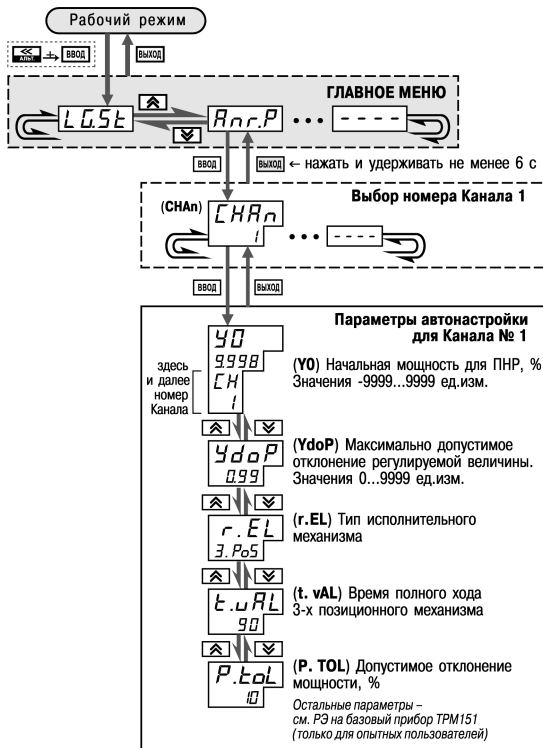 Рабочий режим
АЛЬТ. ВВОД ВЫХОД
ГЛАВНОЕ МЕНЮ
LG.St Anr.P - - - -
ВВОД ВЫХОД ← нажать и удерживать не менее 6 с
Выбор номера Канала 1
(CHAn) CHAn
1 - - - -
ВВОД ВЫХОД
Параметры автонастройки
для Канала № 1
Y0
9.998
CH
1
здесь
и далее
номер
Канала
(Y0) Начальная мощность для ПНР, %
Значения -9999...9999 ед.изм.
YdoP
0.99
(YdoP) Максимально допустимое
отклонение регулируемой величины.
Значения 0...9999 ед.изм.
r.EL
3.PoS
(r.EL) Тип исполнительного
механизма
t.uAL
90
(t. vAL) Время полного хода
3-х позиционного механизма
P.toL
10
(P. TOL) Допустимое отклонение
мощности, %
Остальные параметры –
см. РЭ на базовый прибор ТРМ151
(только для опытных пользователей)